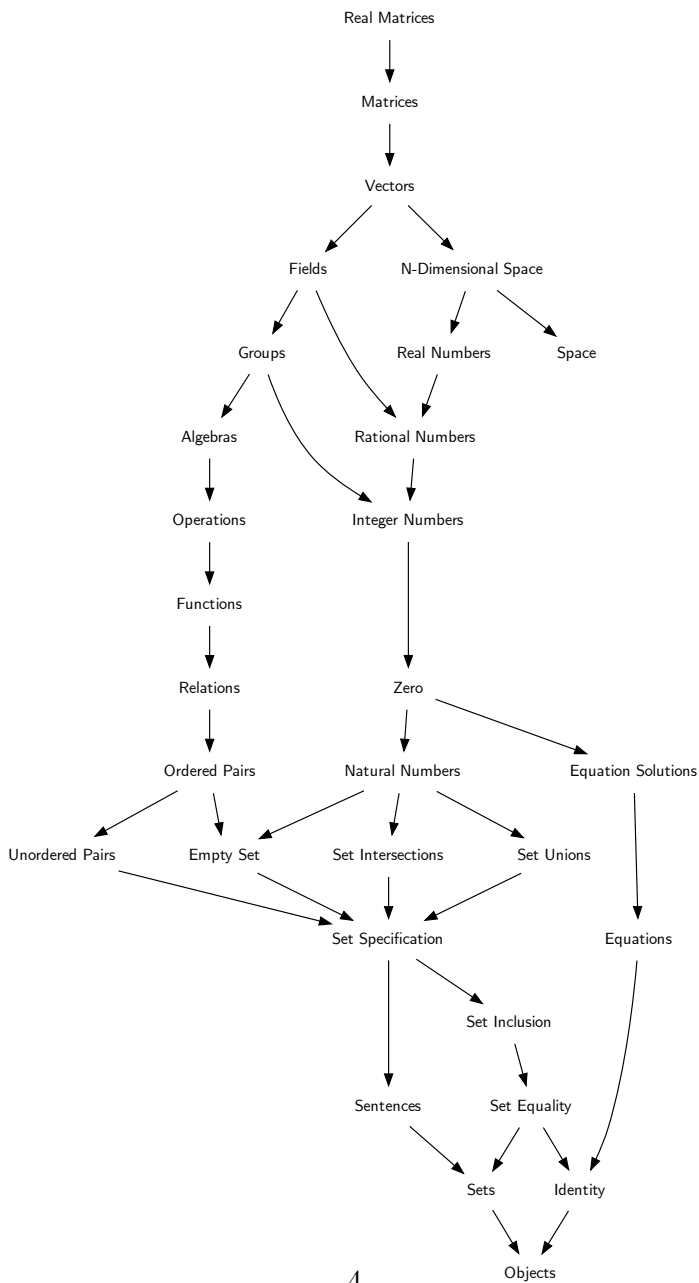 Real Matrices
Matrices
Vectors
Fields
N-Dimensional Space
Groups
Real Numbers
Space
Algebras
Rational Numbers
Operations
Integer Numbers
Functions
Relations
Zero
Ordered Pairs
Natural Numbers
Equation Solutions
Unordered Pairs
Empty Set
Set Intersections
Set Unions
Set Specification
Equations
Set Inclusion
Sentences
Set Equality
Sets
Identity
Objects
4